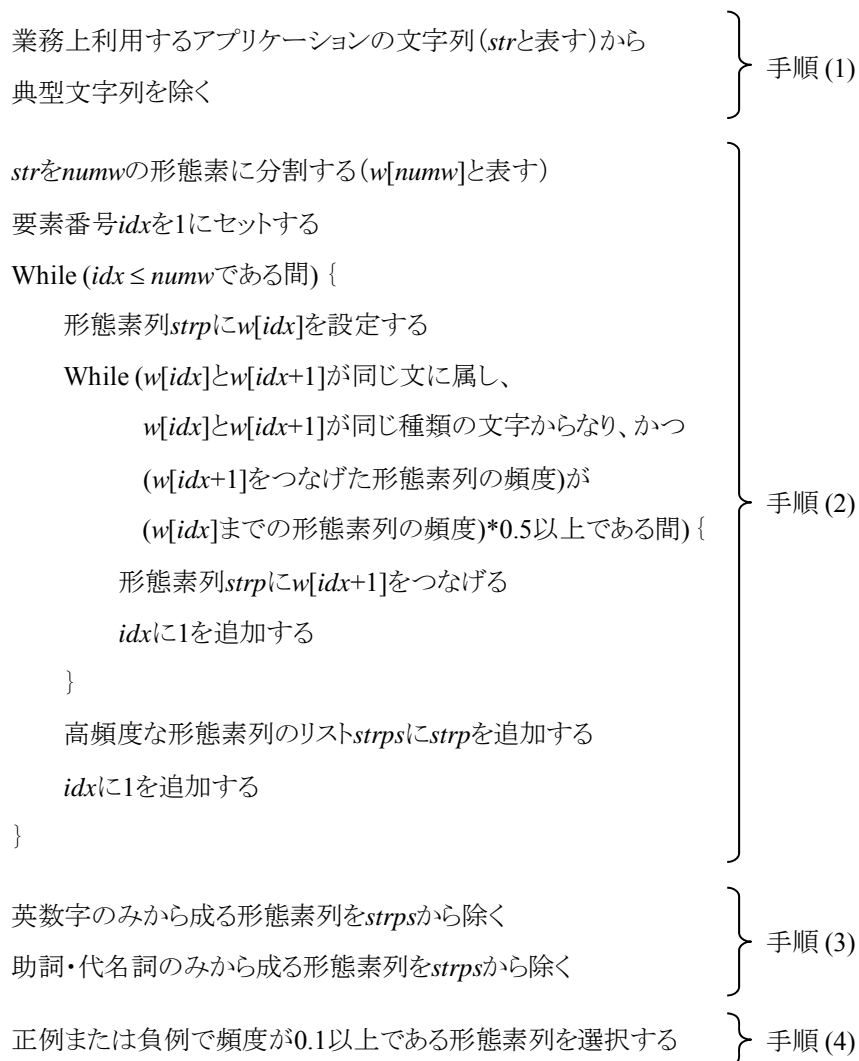 業務上利用するアプリケーションの文字列（strと表す）から
典型文字列を除く
手順 (1)
strをnumwの形態素に分割する（w[numw]と表す）
要素番号idxを1にセットする
While (idx ≤ numwである間) {
形態素列strpにw[idx]を設定する
While (w[idx]とw[idx+1]が同じ文に属し、
w[idx]とw[idx+1]が同じ種類の文字からなり、かつ
(w[idx+1]をつなげた形態素列の頻度)が
(w[idx]までの形態素列の頻度)*0.5以上である間) {
形態素列strpにw[idx+1]をつなげる
idxに1を追加する
}
高頻度な形態素列のリストstrpsにstrpを追加する
idxに1を追加する
}
手順 (2)
英数字のみから成る形態素列をstrpsから除く
助詞・代名詞のみから成る形態素列をstrpsから除く
手順 (3)
正例または負例で頻度が0.1以上である形態素列を選択する
手順 (4)